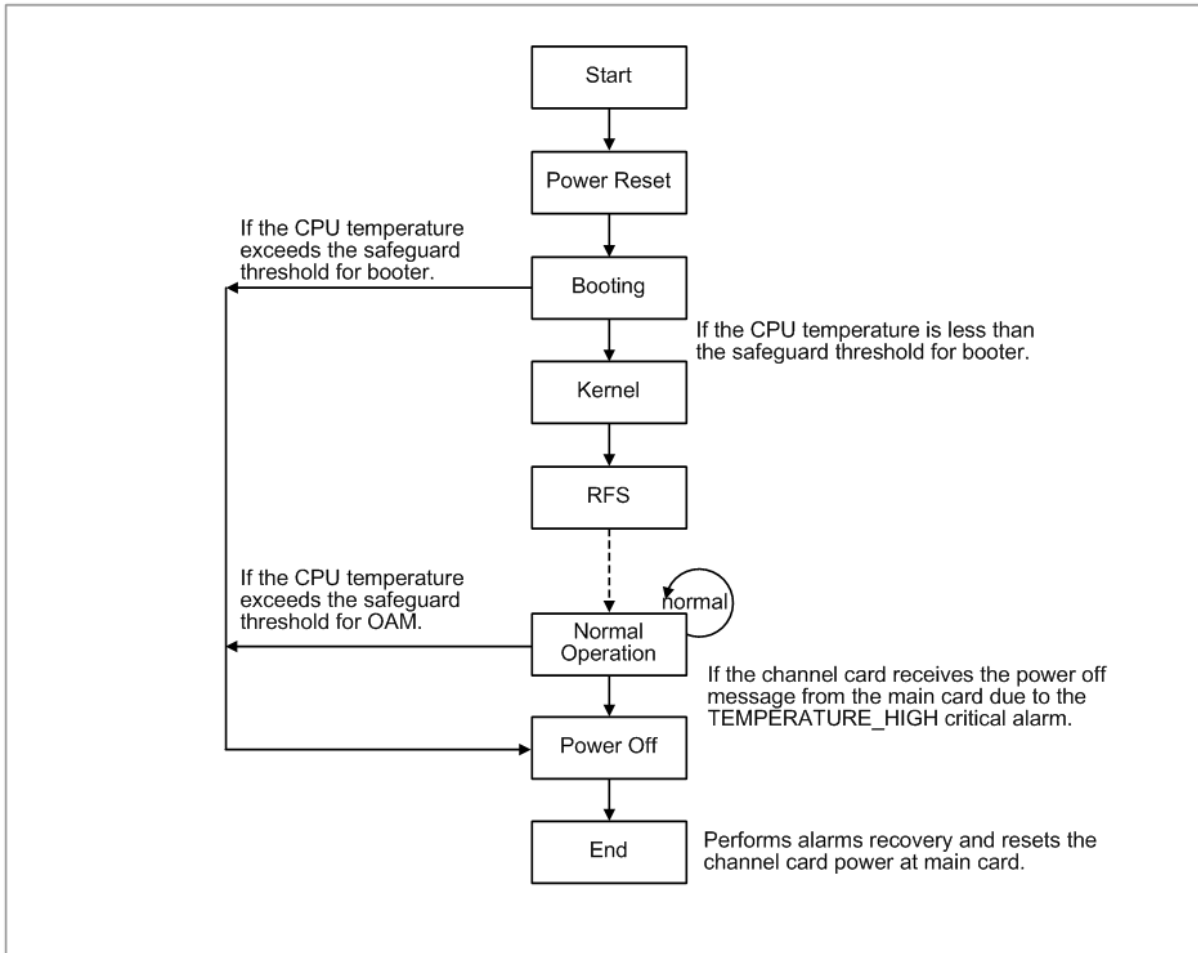 Start
Power Reset
If the CPU temperature
exceeds the safeguard
threshold for booter.
Booting
If the CPU temperature is less than
the safeguard threshold for booter.
Kernel
RFS
If the CPU temperature
exceeds the safeguard
threshold for OAM.
normal
Normal
Operation
If the channel card receives the power off
message from the main card due to the
TEMPERATURE_HIGH critical alarm.
Power Off
End
Performs alarms recovery and resets the
channel card power at main card.